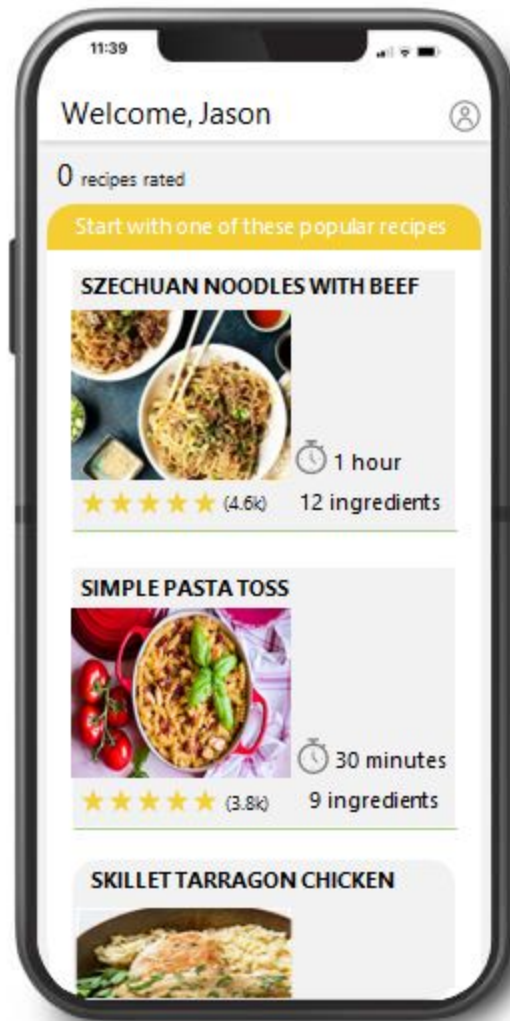 11:39
Welcome, Jason
0 recipes rated
Start with one of these popular recipes
SZECHUAN NOODLES WITH BEEF
1 hour
(4.6k) 12 ingredients
SIMPLE PASTA TOSS
30 minutes
(3.8k) 9 ingredients
SKILLET TARRAGON CHICKEN